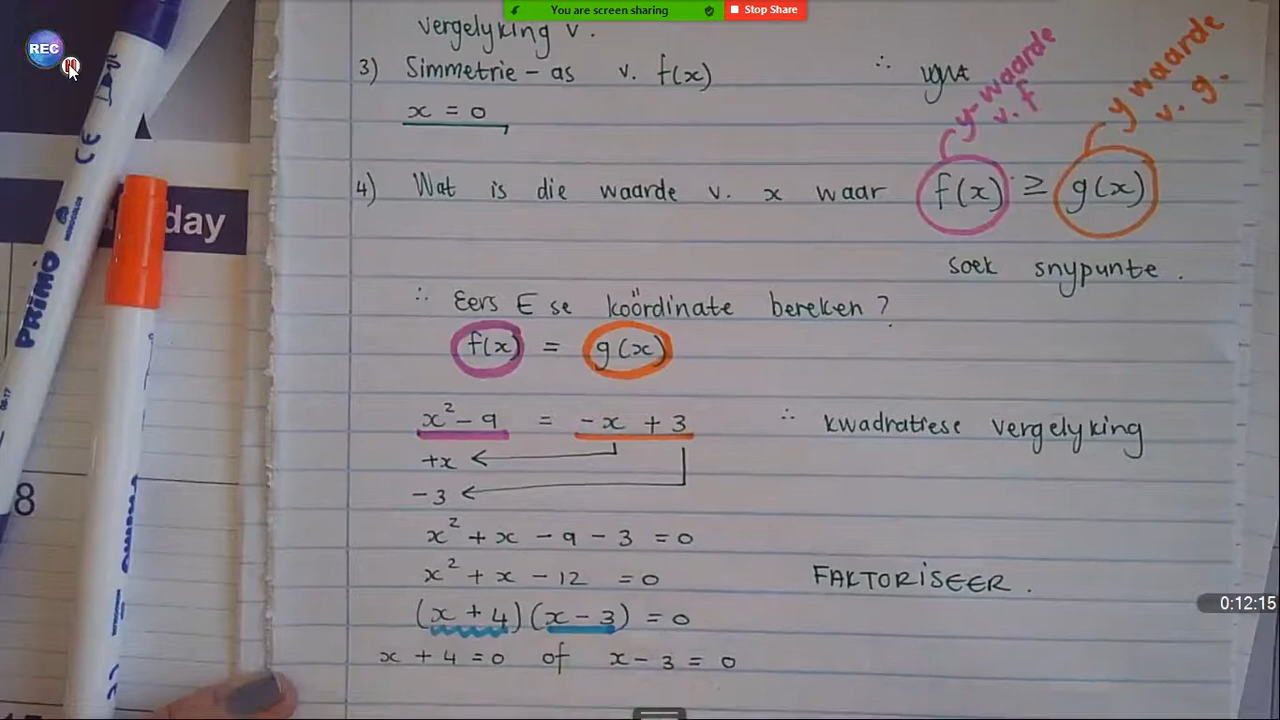 You are screen sharing Stop Share
REC
vergelyking v.
3) Simmetrie-as v. f(x)
x = 0
∴
y-waarde v. f
y waarde v. g.
4) Wat is die waarde v. x waar f(x) ≥ g(x)
soek snypunte.
∴ Eers E se koördinate bereken?
f(x) = g(x)
x² - 9 = -x + 3 ∴ kwadratiese vergelyking
+x
-3
x² + x - 9 - 3 = 0
x² + x - 12 = 0 FAKTORISEER.
(x + 4)(x - 3) = 0
x + 4 = 0 of x - 3 = 0
day
8
PRIMO
CE
0:12:15